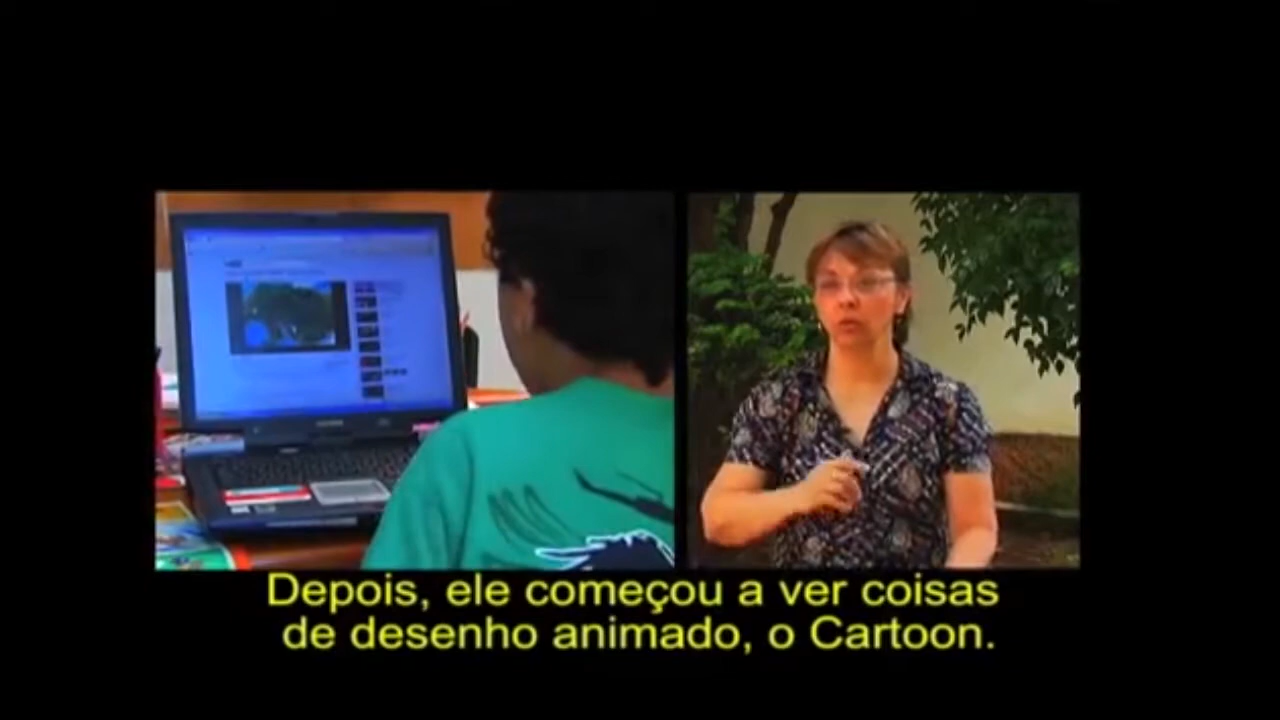 Depois, ele começou a ver coisas
de desenho animado, o Cartoon.